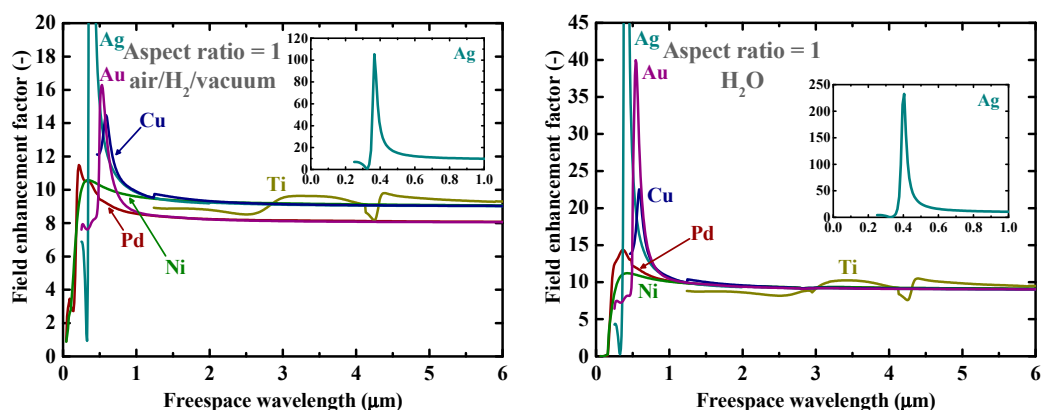 Field enhancement factor (-)
20
18
16
14
12
10
8
6
4
2
0
0 1 2 3 4 5 6
Freespace wavelength (μm)
Ag
Au
Cu
Pd
Ni
Ti
Aspect ratio = 1
air/H2/vacuum
Ag
120
100
80
60
40
20
0
0.0 0.2 0.4 0.6 0.8 1.0
Field enhancement factor (-)
45
40
35
30
25
20
15
10
5
0
0 1 2 3 4 5 6
Freespace wavelength (μm)
Ag
Au
Cu
Pd
Ni
Ti
Aspect ratio = 1
H2O
Ag
250
200
150
100
50
0
0.0 0.2 0.4 0.6 0.8 1.0